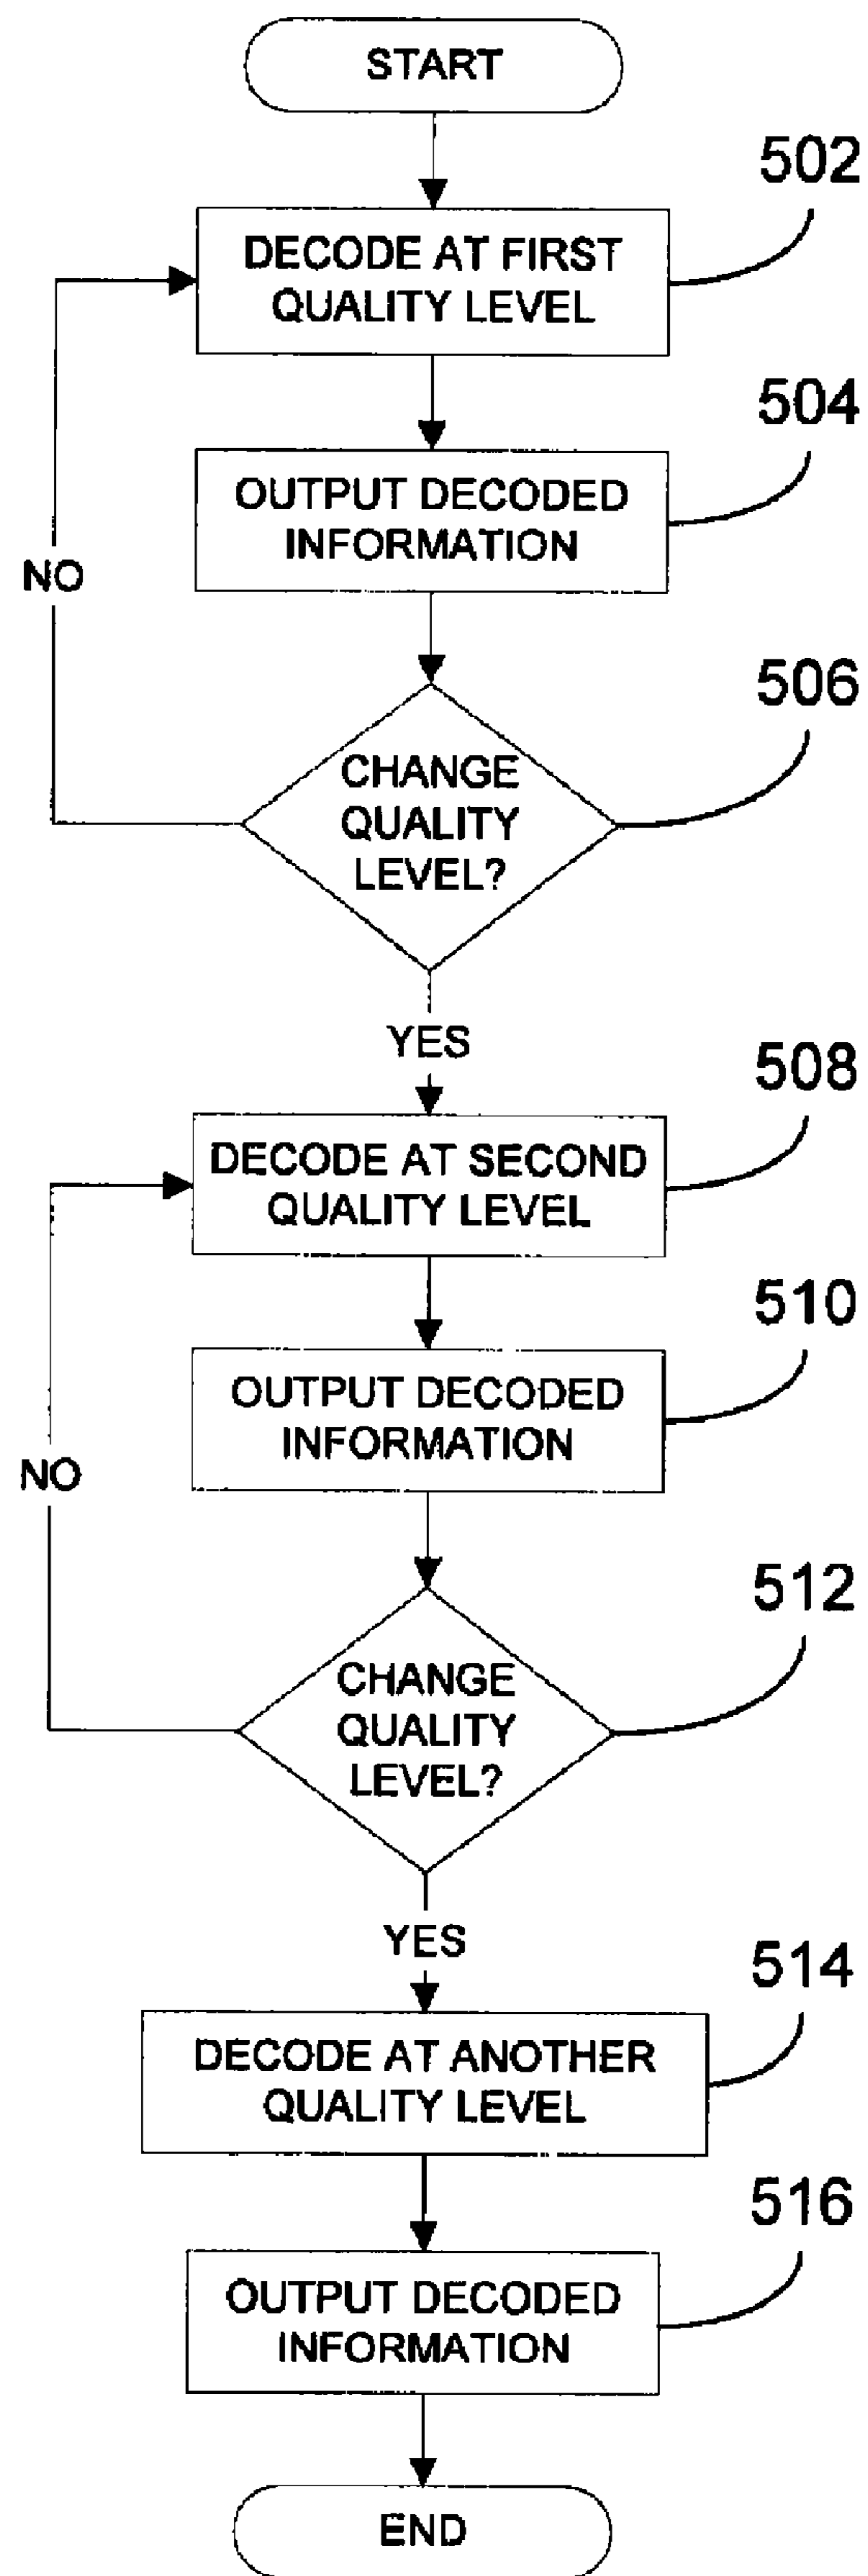 START
502
DECODE AT FIRST
QUALITY LEVEL
504
OUTPUT DECODED
INFORMATION
NO
506
CHANGE
QUALITY
LEVEL?
YES
508
DECODE AT SECOND
QUALITY LEVEL
510
OUTPUT DECODED
INFORMATION
NO
512
CHANGE
QUALITY
LEVEL?
YES
514
DECODE AT ANOTHER
QUALITY LEVEL
516
OUTPUT DECODED
INFORMATION
END